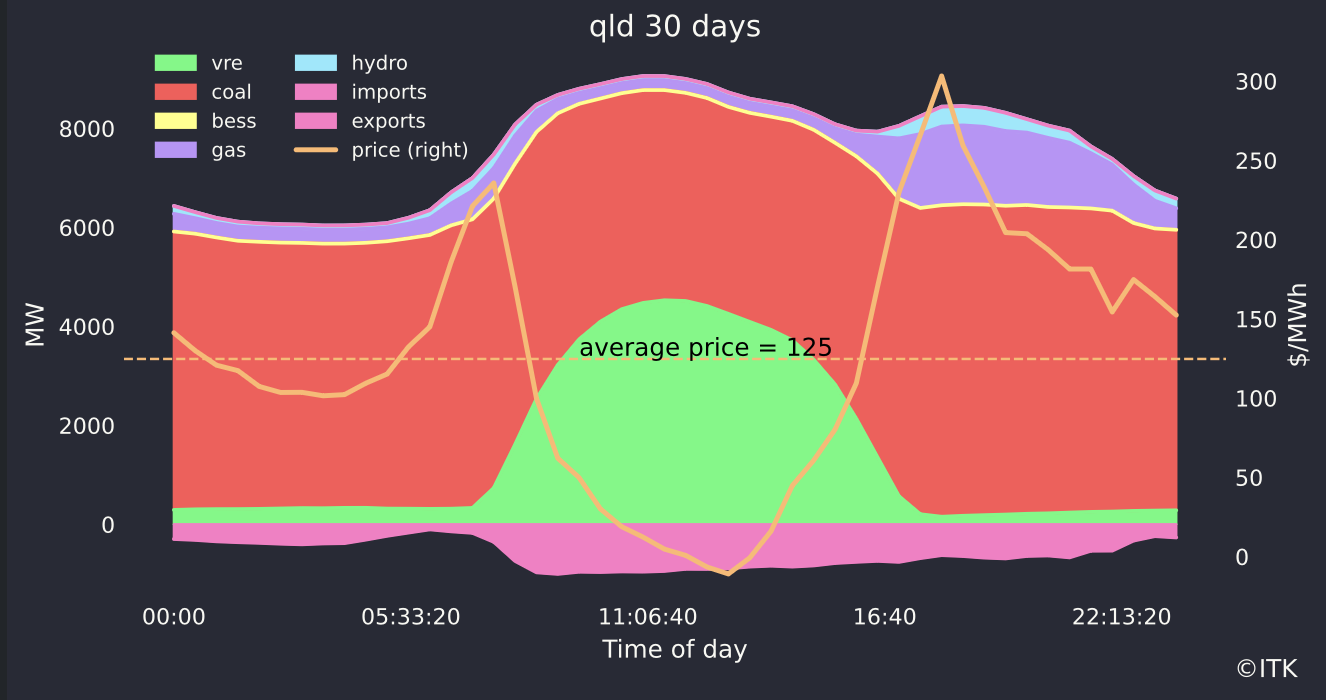 qld 30 days
vre
hydro
coal
imports
bess
exports
gas
price (right)
300
8000
250
6000
200
MW
4000
150
$/MWh
average price = 125
100
2000
50
0
0
00:00
05:33:20
11:06:40
16:40
22:13:20
Time of day
©ITK